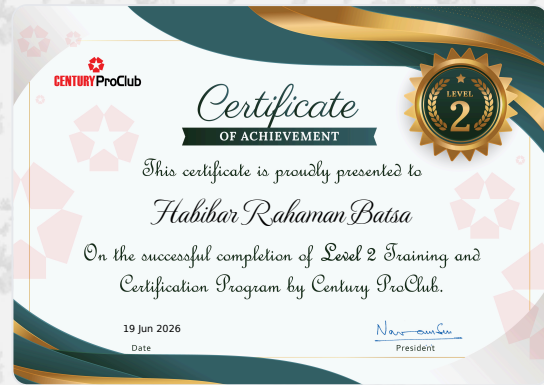 CENTURY ProClub
Certificate
OF ACHIEVEMENT
LEVEL
2
This certificate is proudly presented to
Habibar Rahaman Batsa
On the successful completion of Level 2 Training and
Certification Program by Century ProClub.
19 Jun 2026
Date
President